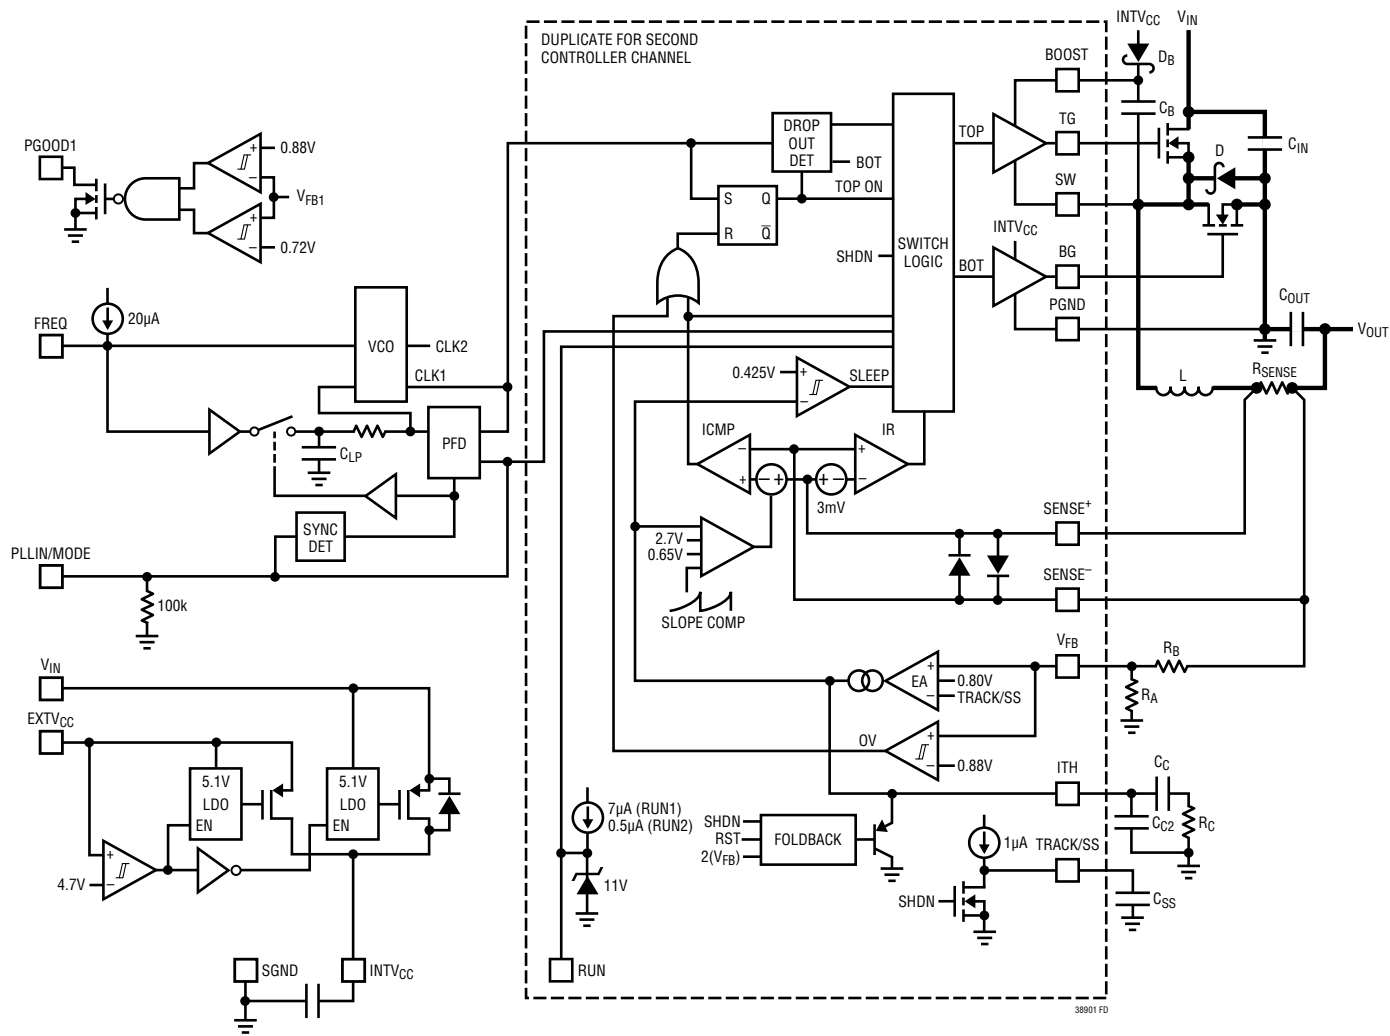 INTVCC
VIN
DUPLICATE FOR SECOND
CONTROLLER CHANNEL
BOOST
DB
CB
PGOOD1
0.88V
VFB1
0.72V
DROP
OUT
DET
BOT
TOP ON
S
Q
R
Q̅
SHDN
SWITCH
LOGIC
TOP
TG
CIN
D
SW
INTVCC
BOT
BG
PGND
COUT
VOUT
FREQ
20µA
VCO
CLK2
CLK1
0.425V
+
–
SLEEP
L
RSENSE
PFD
CLP
ICMP
IR
–
+
– +
+ –
+
–
3mV
SYNC
DET
2.7V
0.65V
SLOPE COMP
SENSE+
SENSE–
PLLIN/MODE
100k
VFB
RB
RA
EA
+
0.80V
–
TRACK/SS
OV
+
–
0.88V
VIN
EXTVCC
5.1V
LDO
EN
5.1V
LDO
EN
+
–
4.7V
ITH
CC
CC2
RC
7µA (RUN1)
0.5µA (RUN2)
11V
SHDN
RST
2(VFB)
FOLDBACK
1µA
TRACK/SS
SHDN
CSS
SGND
INTVCC
RUN
38901 FD